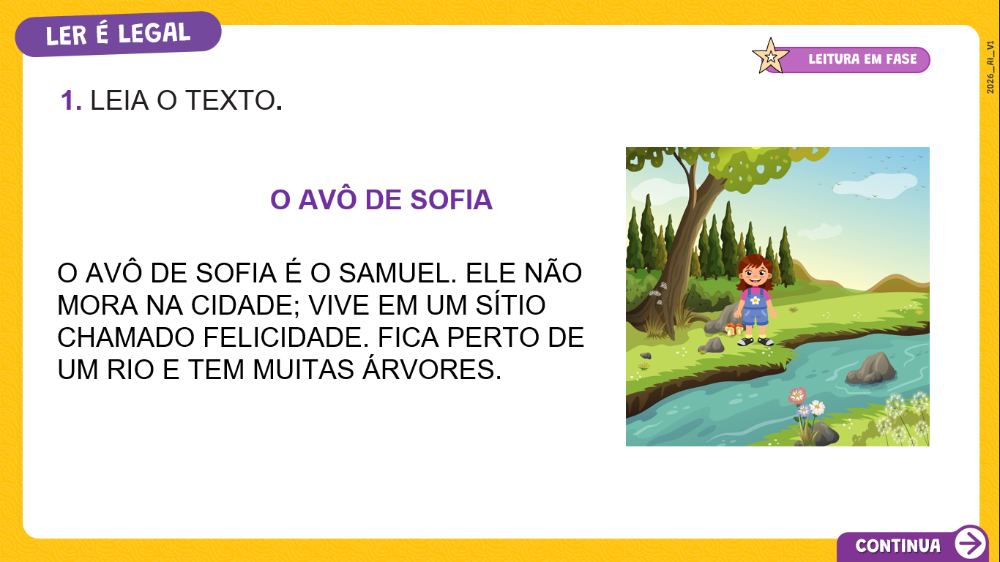 LER É LEGAL
LEITURA EM FASE
2026_AI_V1
1. LEIA O TEXTO.
O AVÔ DE SOFIA
O AVÔ DE SOFIA É O SAMUEL. ELE NÃO
MORA NA CIDADE; VIVE EM UM SÍTIO
CHAMADO FELICIDADE. FICA PERTO DE
UM RIO E TEM MUITAS ÁRVORES.
CONTINUA